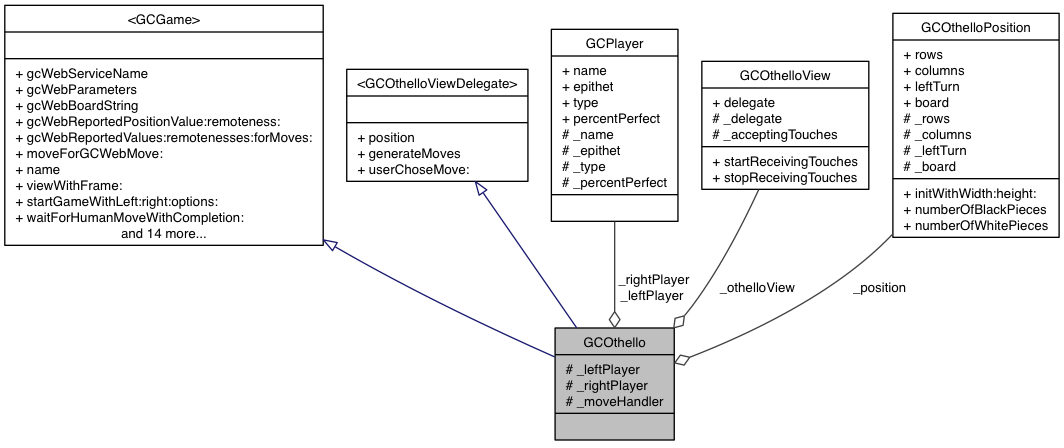 <GCGame>
+ gcWebServiceName
+ gcWebParameters
+ gcWebBoardString
+ gcWebReportedPositionValue:remoteness:
+ gcWebReportedValues:remotenesses:forMoves:
+ moveForGCWebMove:
+ name
+ viewWithFrame:
+ startGameWithLeft:right:options:
+ waitForHumanMoveWithCompletion:
and 14 more...
<GCOthelloViewDelegate>
+ position
+ generateMoves
+ userChoseMove:
GCPlayer
+ name
+ epithet
+ type
+ percentPerfect
# _name
# _epithet
# _type
# _percentPerfect
GCOthelloView
+ delegate
# _delegate
# _acceptingTouches
+ startReceivingTouches
+ stopReceivingTouches
GCOthelloPosition
+ rows
+ columns
+ leftTurn
+ board
# _rows
# _columns
# _leftTurn
# _board
+ initWithWidth:height:
+ numberOfBlackPieces
+ numberOfWhitePieces
_rightPlayer
_leftPlayer
_othelloView
_position
GCOthello
# _leftPlayer
# _rightPlayer
# _moveHandler